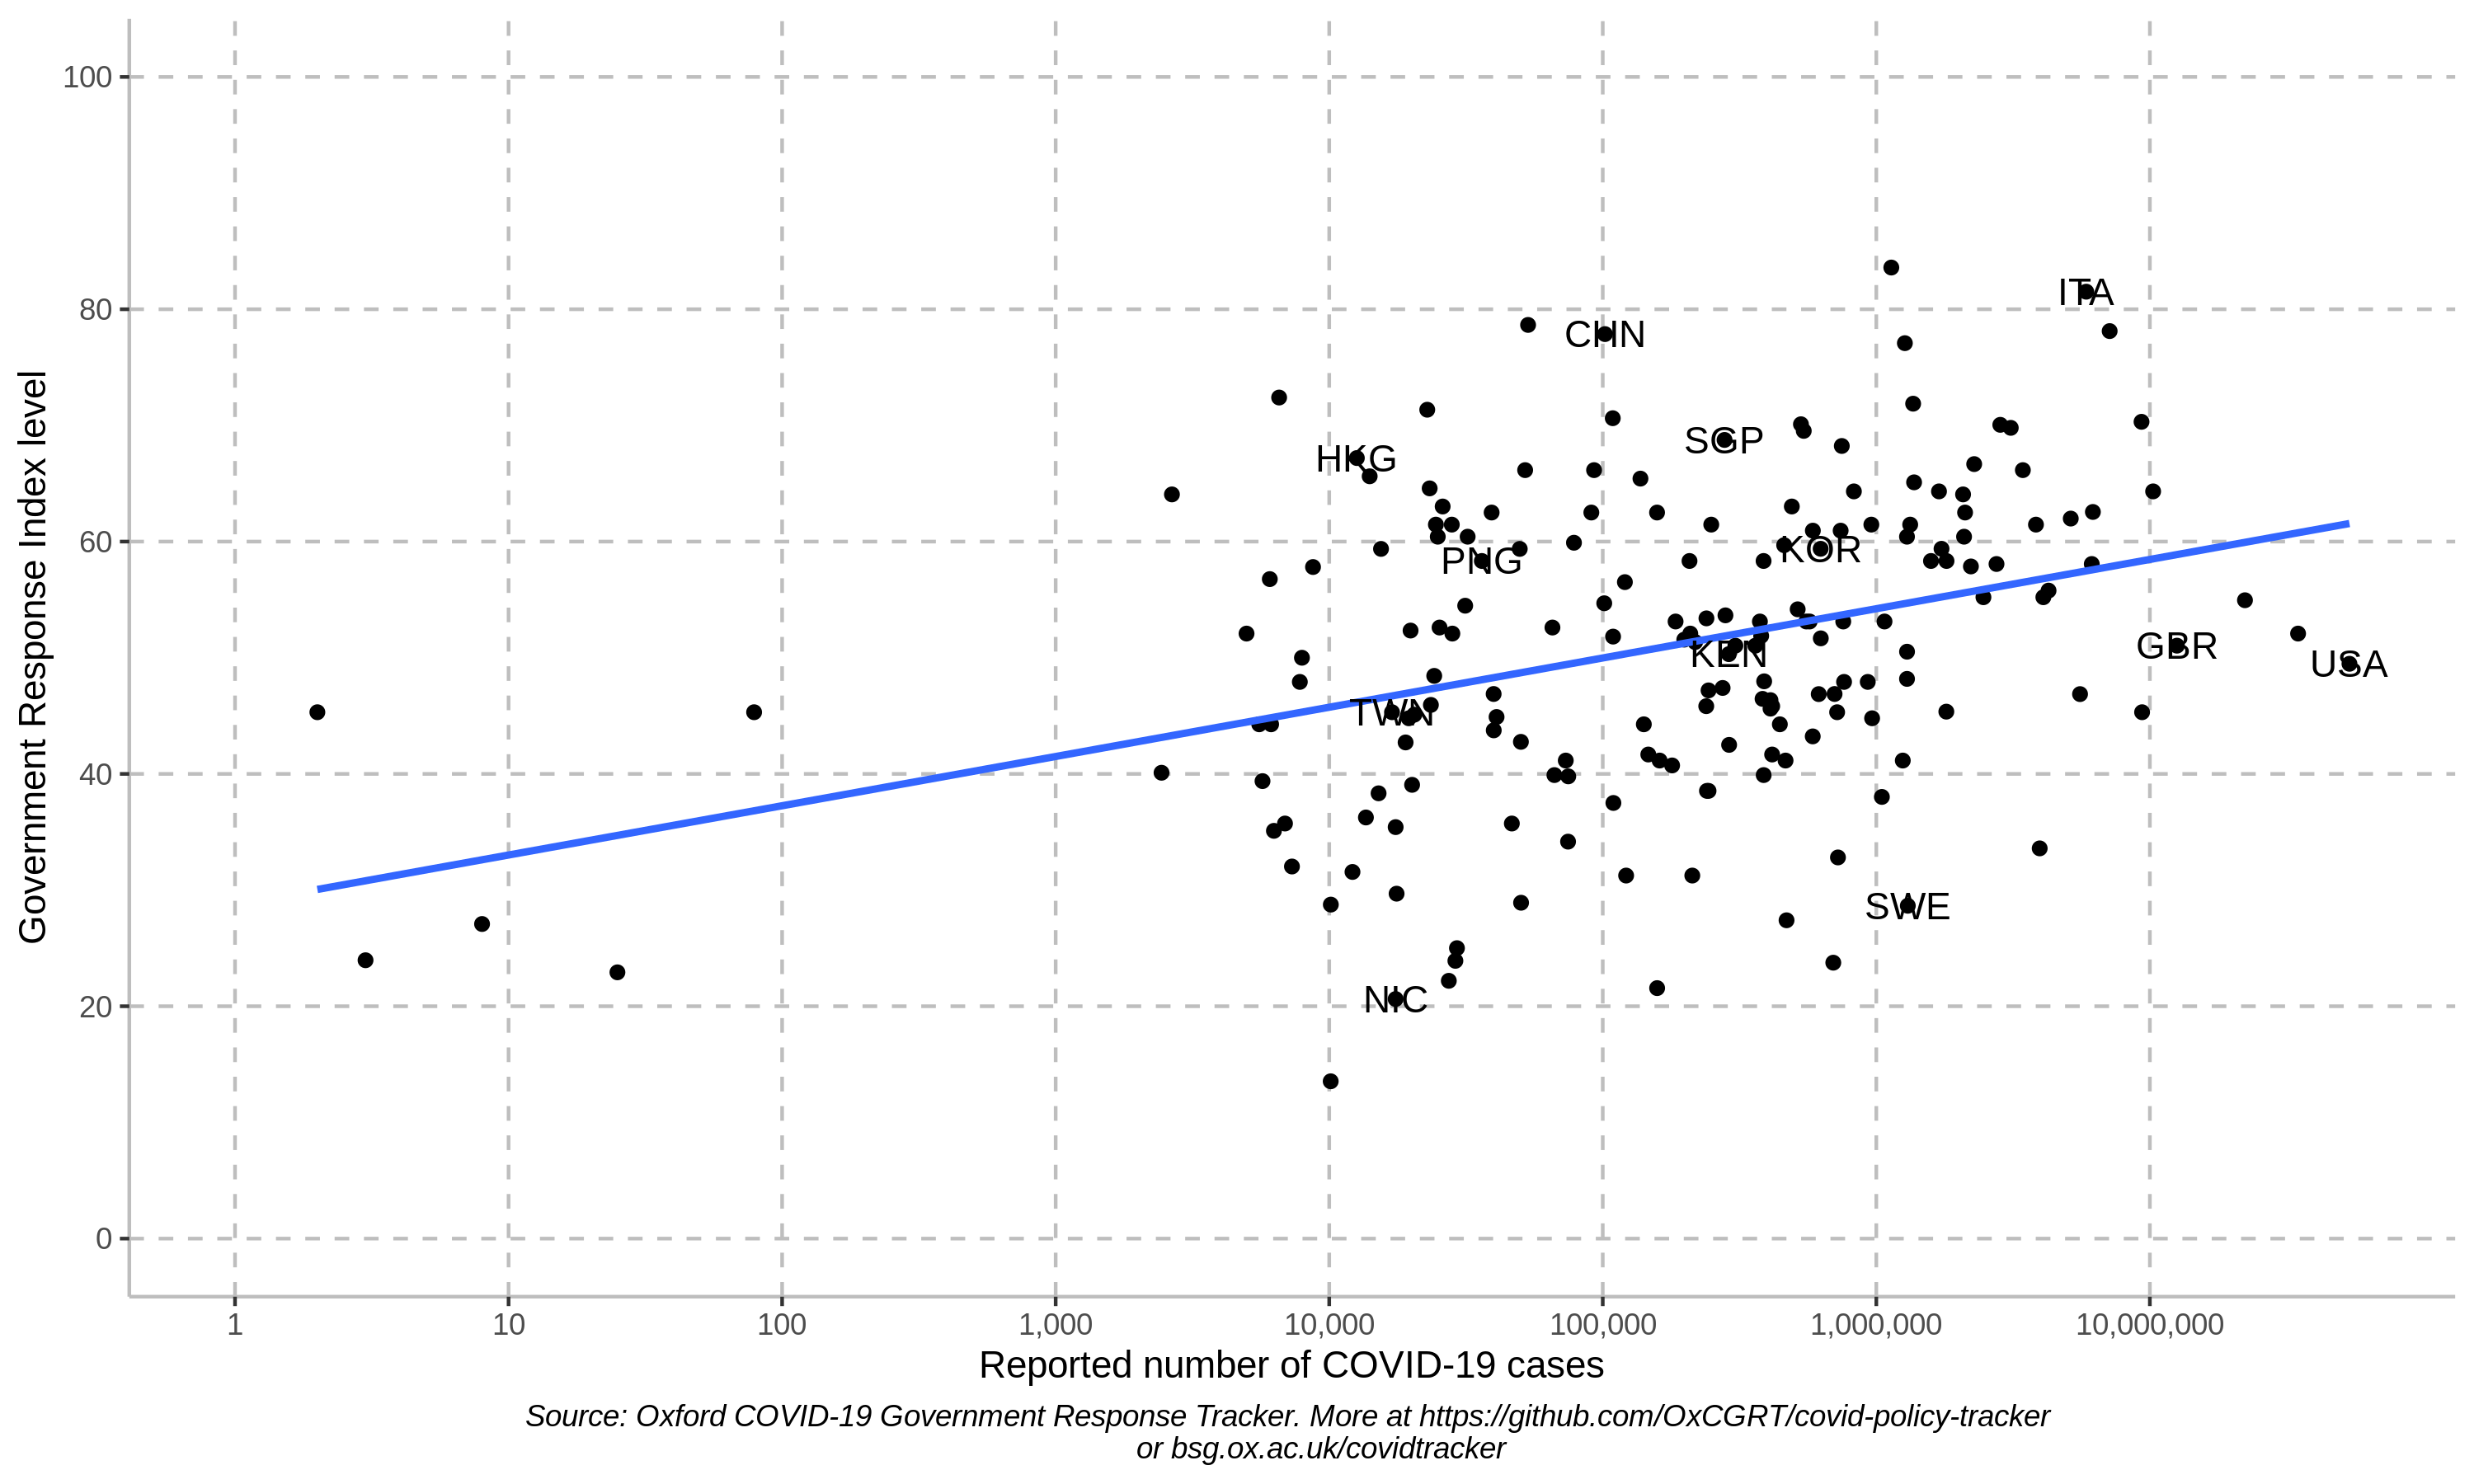 Government Response Index level
100
80
60
40
20
0
ITA
CHN
SGP
HKG
KOR
PNG
GBR
KEN
USA
TWN
SWE
NIC
1 10 100 1,000 10,000 100,000 1,000,000 10,000,000
Reported number of COVID-19 cases
Source: Oxford COVID-19 Government Response Tracker. More at https://github.com/OxCGRT/covid-policy-tracker
or bsg.ox.ac.uk/covidtracker